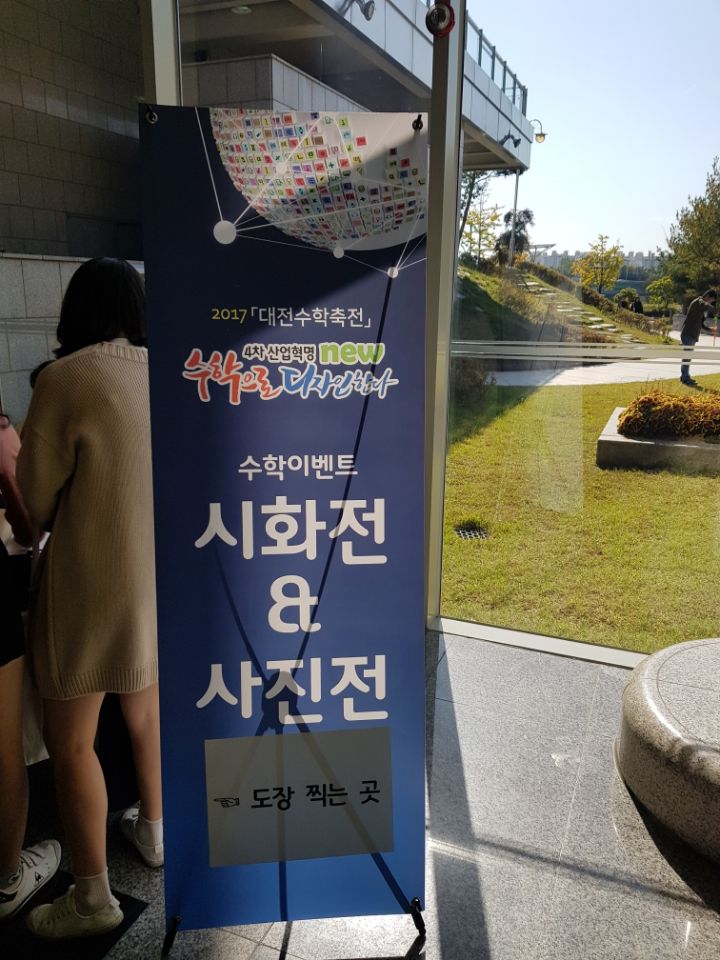 2017 「대전수학축전」
4차 산업혁명 new
수학으로 디자인하다
수학이벤트
시화전
&
사진전
☜ 도장 찍는 곳